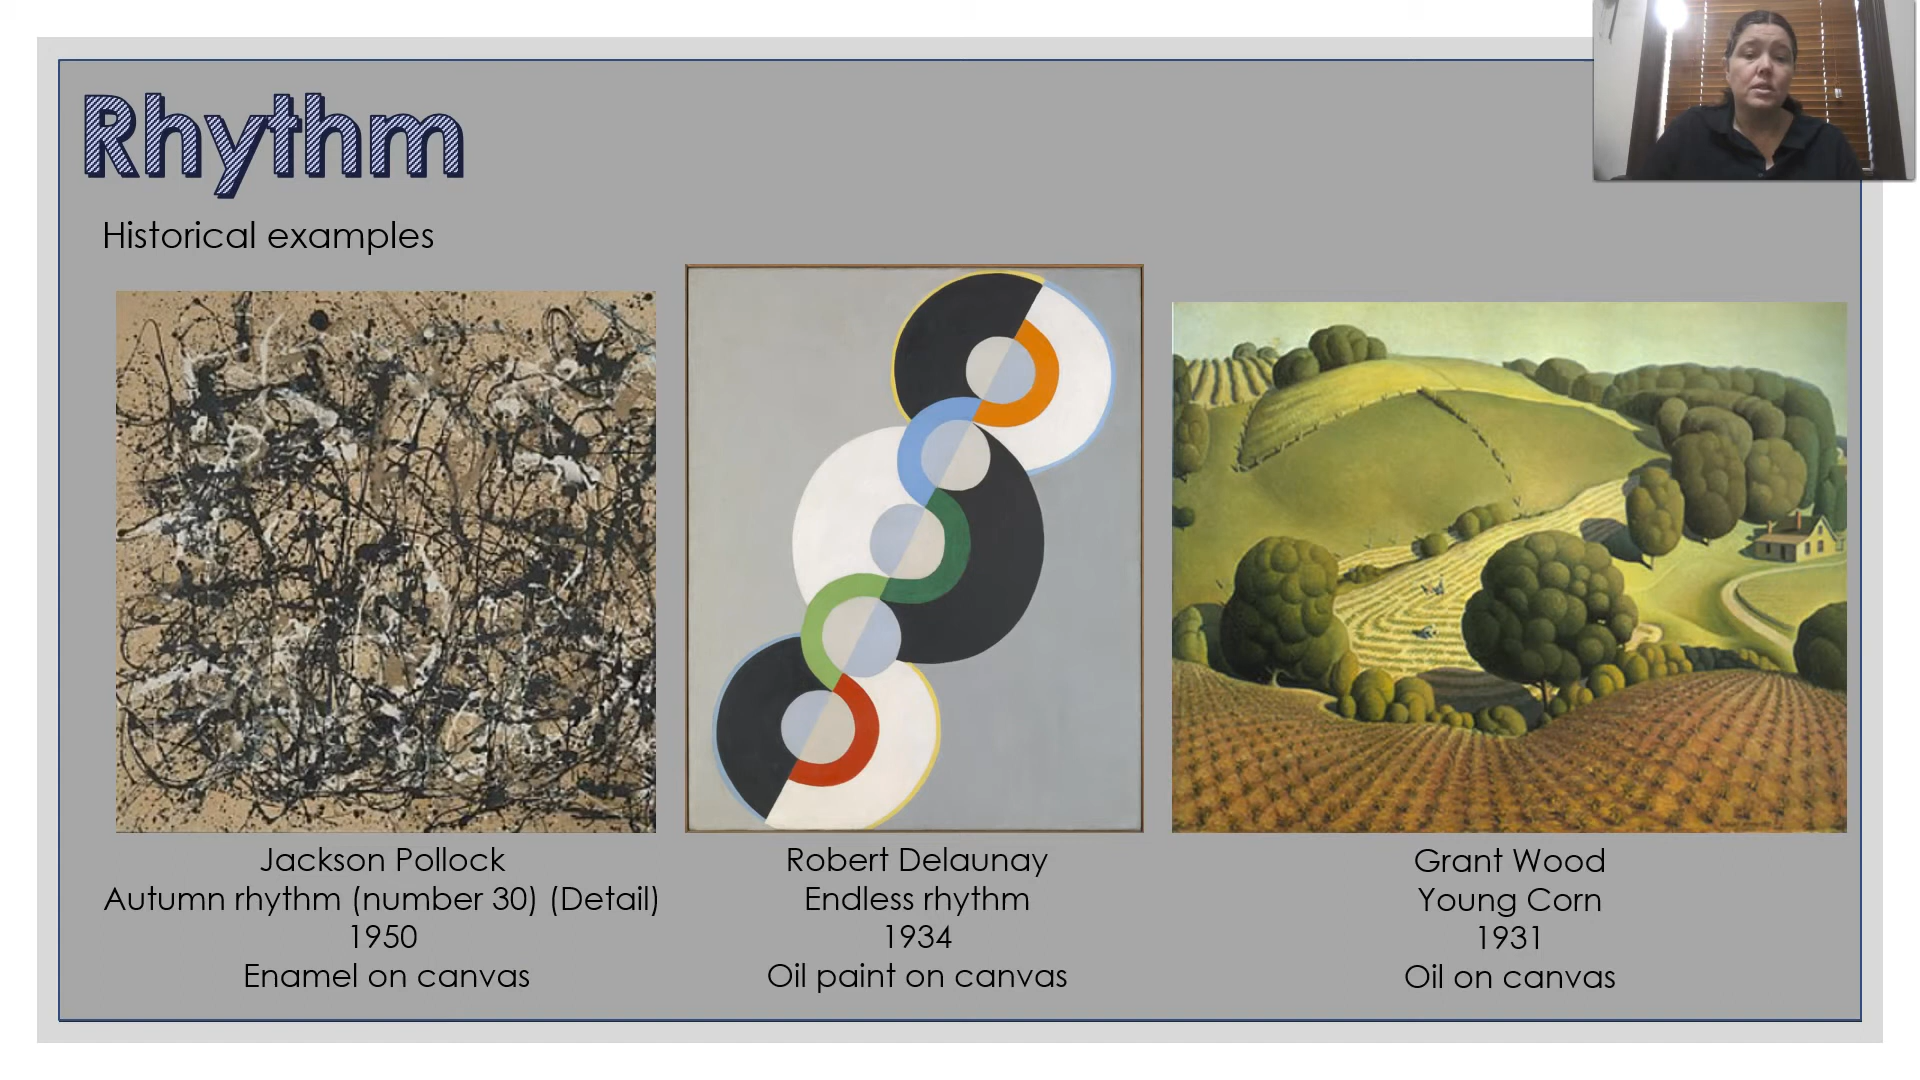 Rhythm
Historical examples
Jackson Pollock
Autumn rhythm (number 30) (Detail)
1950
Enamel on canvas
Robert Delaunay
Endless rhythm
1934
Oil paint on canvas
Grant Wood
Young Corn
1931
Oil on canvas